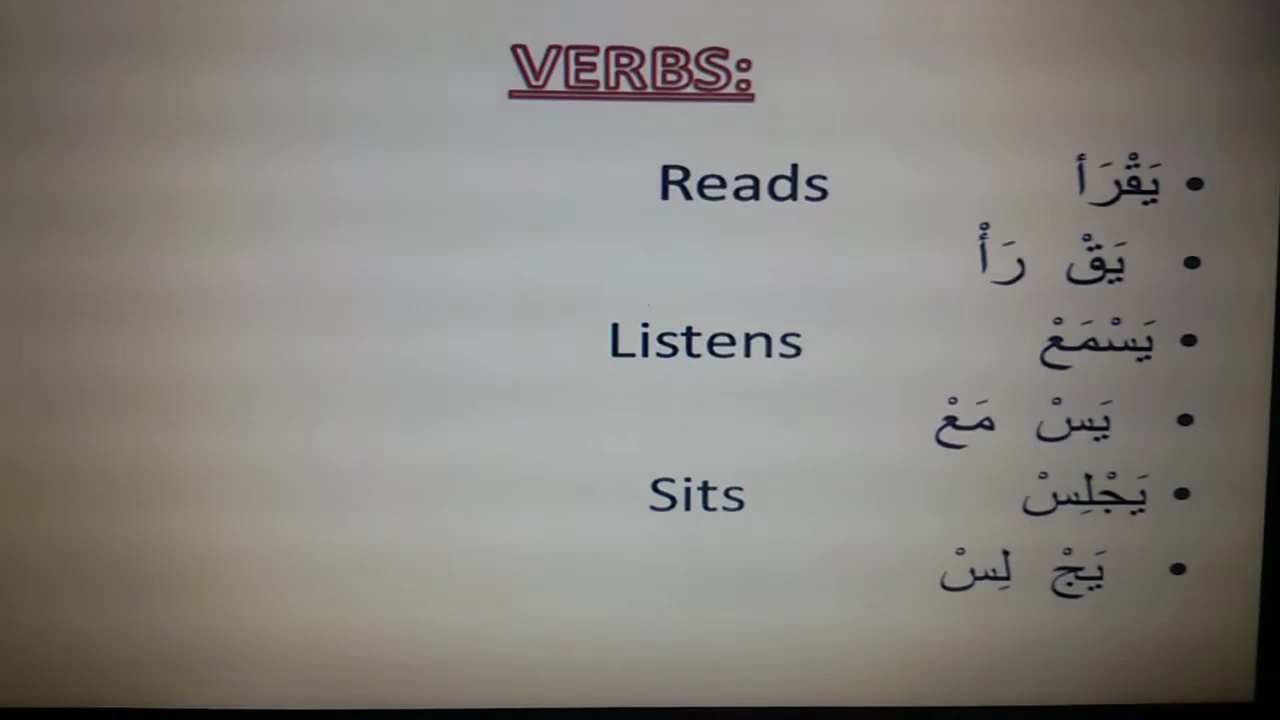 VERBS:
• يَقْرَأ Reads
• يَقْ رَأْ
• يَسْمَعْ Listens
• يَسْ مَعْ
• يَجْلِسْ Sits
• يَجْ لِسْ